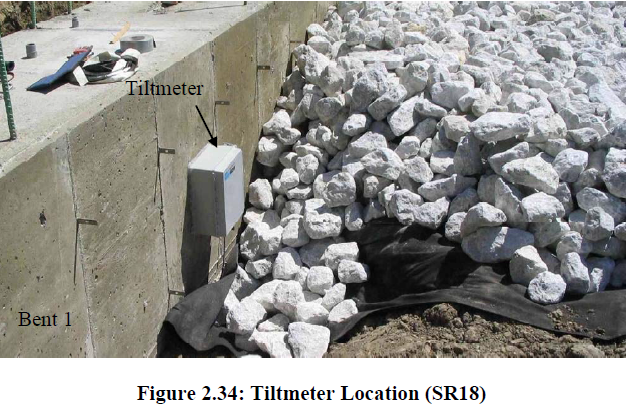 Tiltmeter
Bent 1
Figure 2.34: Tiltmeter Location (SR18)